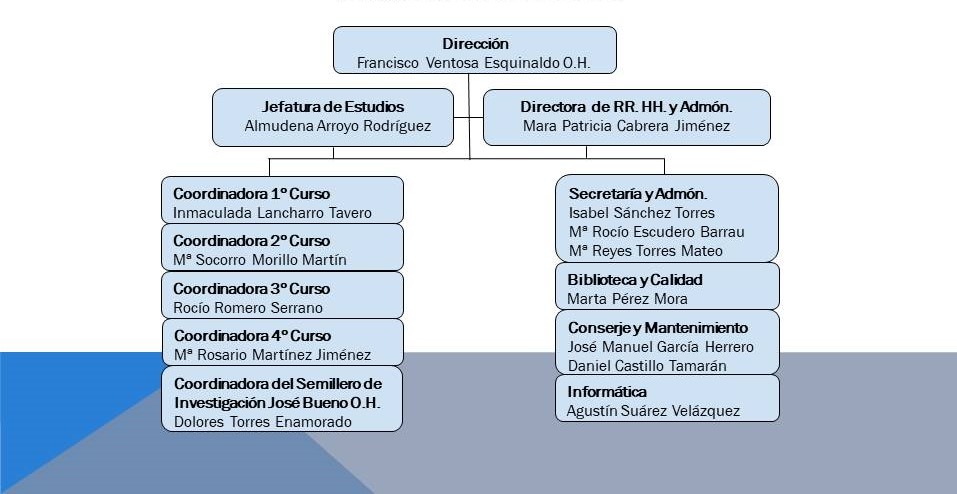 Dirección
Francisco Ventosa Esquinaldo O.H.
Jefatura de Estudios
Almudena Arroyo Rodríguez
Directora de RR. HH. y Admón.
Mara Patricia Cabrera Jiménez
Coordinadora 1º Curso
Inmaculada Lancharro Tavero
Coordinadora 2º Curso
Mª Socorro Morillo Martín
Coordinadora 3º Curso
Rocío Romero Serrano
Coordinadora 4º Curso
Mª Rosario Martínez Jiménez
Coordinadora del Semillero de
Investigación José Bueno O.H.
Dolores Torres Enamorado
Secretaría y Admón.
Isabel Sánchez Torres
Mª Rocío Escudero Barrau
Mª Reyes Torres Mateo
Biblioteca y Calidad
Marta Pérez Mora
Conserje y Mantenimiento
José Manuel García Herrero
Daniel Castillo Tamarán
Informática
Agustín Suárez Velázquez